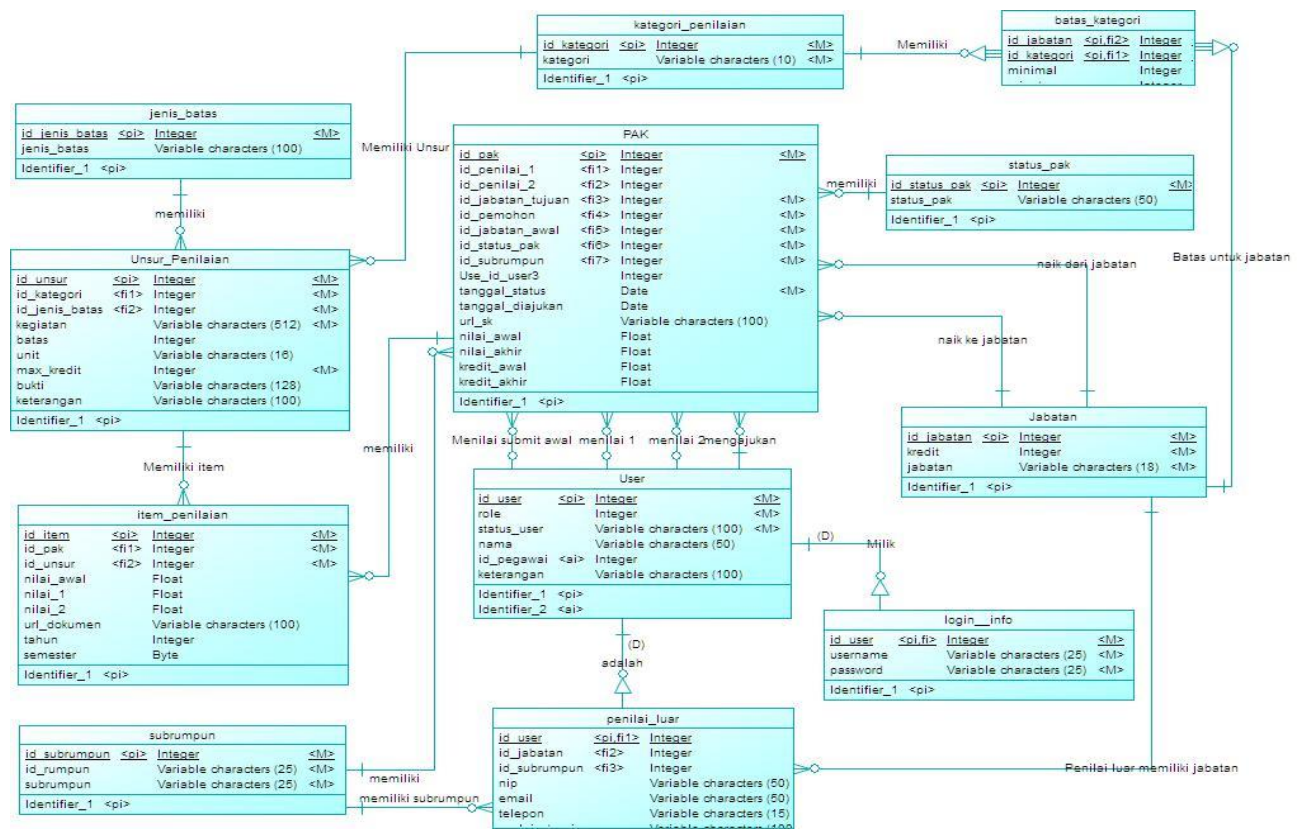 kategori_penilaian
id_kategori <pi> Integer <M>
kategori Variable characters (10) <M>
Identifier_1 <pi>
Memiliki
batas_kategori
id_jabatan <pi,fi2> Integer
id_kategori <pi,fi1> Integer
minimal Integer
jenis_batas
id_jenis_batas <pi> Integer <M>
jenis_batas Variable characters (100)
Identifier_1 <pi>
Memiliki Unsur
memiliki
PAK
id_pak <pi> Integer <M>
id_penilai_1 <fi1> Integer
id_penilai_2 <fi2> Integer
id_jabatan_tujuan <fi3> Integer <M>
id_pemohon <fi4> Integer <M>
id_jabatan_awal <fi5> Integer <M>
id_status_pak <fi6> Integer <M>
id_subrumpun <fi7> Integer <M>
Use_id_user3 Integer
tanggal_status Date <M>
tanggal_diajukan Date
url_sk Variable characters (100)
nilai_awal Float
nilai_akhir Float
kredit_awal Float
kredit_akhir Float
Identifier_1 <pi>
memiliki
status_pak
id_status_pak <pi> Integer <M>
status_pak Variable characters (50)
Identifier_1 <pi>
Unsur_Penilaian
id_unsur <pi> Integer <M>
id_kategori <fi1> Integer <M>
id_jenis_batas <fi2> Integer <M>
kegiatan Variable characters (512) <M>
batas Integer
unit Variable characters (16)
max_kredit Integer <M>
bukti Variable characters (128)
keterangan Variable characters (100)
Identifier_1 <pi>
naik dari jabatan
Batas untuk jabatan
naik ke jabatan
Jabatan
id_jabatan <pi> Integer <M>
kredit Integer <M>
jabatan Variable characters (18) <M>
Identifier_1 <pi>
Menilai submit awal
menilai 1
menilai 2
mengajukan
memiliki
Memiliki item
User
id_user <pi> Integer <M>
role Integer <M>
status_user Variable characters (100) <M>
nama Variable characters (50)
id_pegawai <ai> Integer
keterangan Variable characters (100)
Identifier_1 <pi>
Identifier_2 <ai>
item_penilaian
id_item <pi> Integer <M>
id_pak <fi1> Integer <M>
id_unsur <fi2> Integer <M>
nilai_awal Float
nilai_1 Float
nilai_2 Float
url_dokumen Variable characters (100)
tahun Integer
semester Byte
Identifier_1 <pi>
(D)
Milik
login__info
id_user <pi,fi> Integer <M>
username Variable characters (25) <M>
password Variable characters (25) <M>
Identifier_1 <pi>
(D)
adalah
subrumpun
id_subrumpun <pi> Integer <M>
id_rumpun Variable characters (25) <M>
subrumpun Variable characters (25) <M>
Identifier_1 <pi>
memiliki
memiliki subrumpun
penilai_luar
id_user <pi,fi1> Integer
id_jabatan <fi2> Integer
id_subrumpun <fi3> Integer
nip Variable characters (50)
email Variable characters (50)
telepon Variable characters (15)
Penilai luar memiliki jabatan